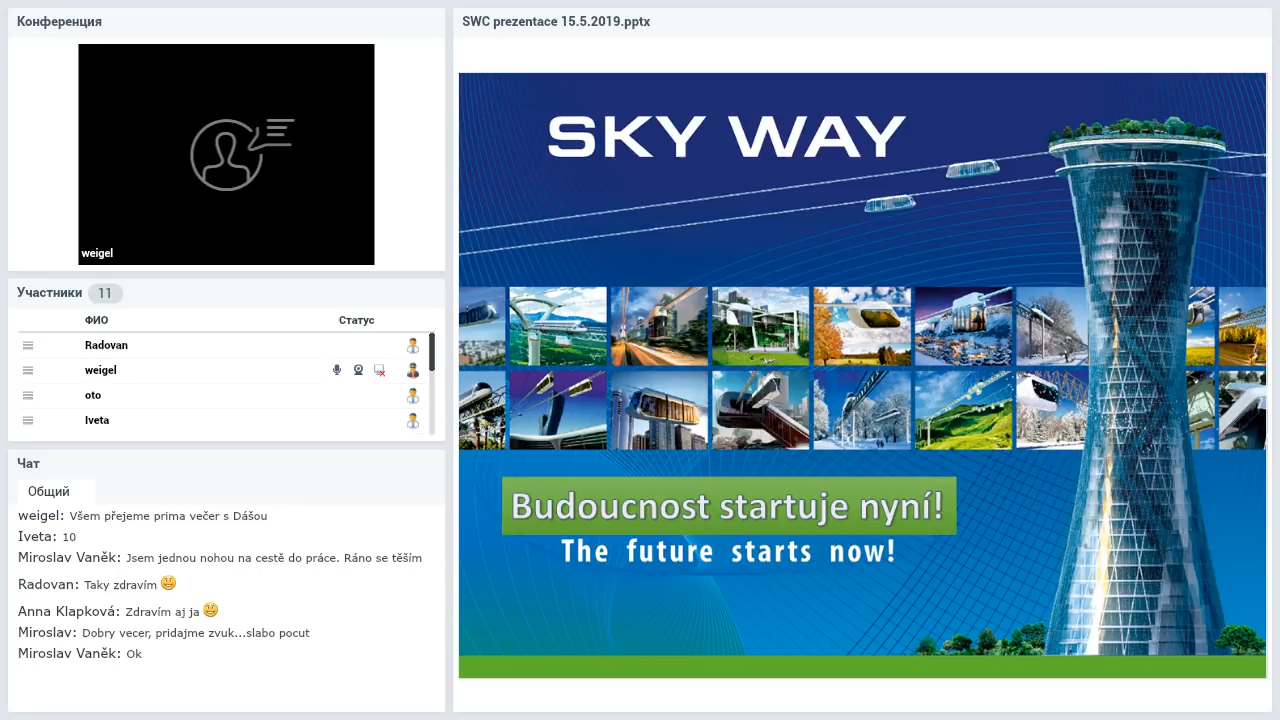 Конференция
weigel
Участники 11
ФИО Статус
Radovan
weigel
oto
Iveta
Чат
Общий
weigel: Všem přejeme prima večer s Dášou
Iveta: 10
Miroslav Vaněk: Jsem jednou nohou na cestě do práce. Ráno se těším
Radovan: Taky zdravím
Anna Klapková: Zdravím aj ja
Miroslav: Dobry vecer, pridajme zvuk...slabo pocut
Miroslav Vaněk: Ok
SWC prezentace 15.5.2019.pptx
SKY WAY
Budoucnost startuje nyní!
The future starts now!